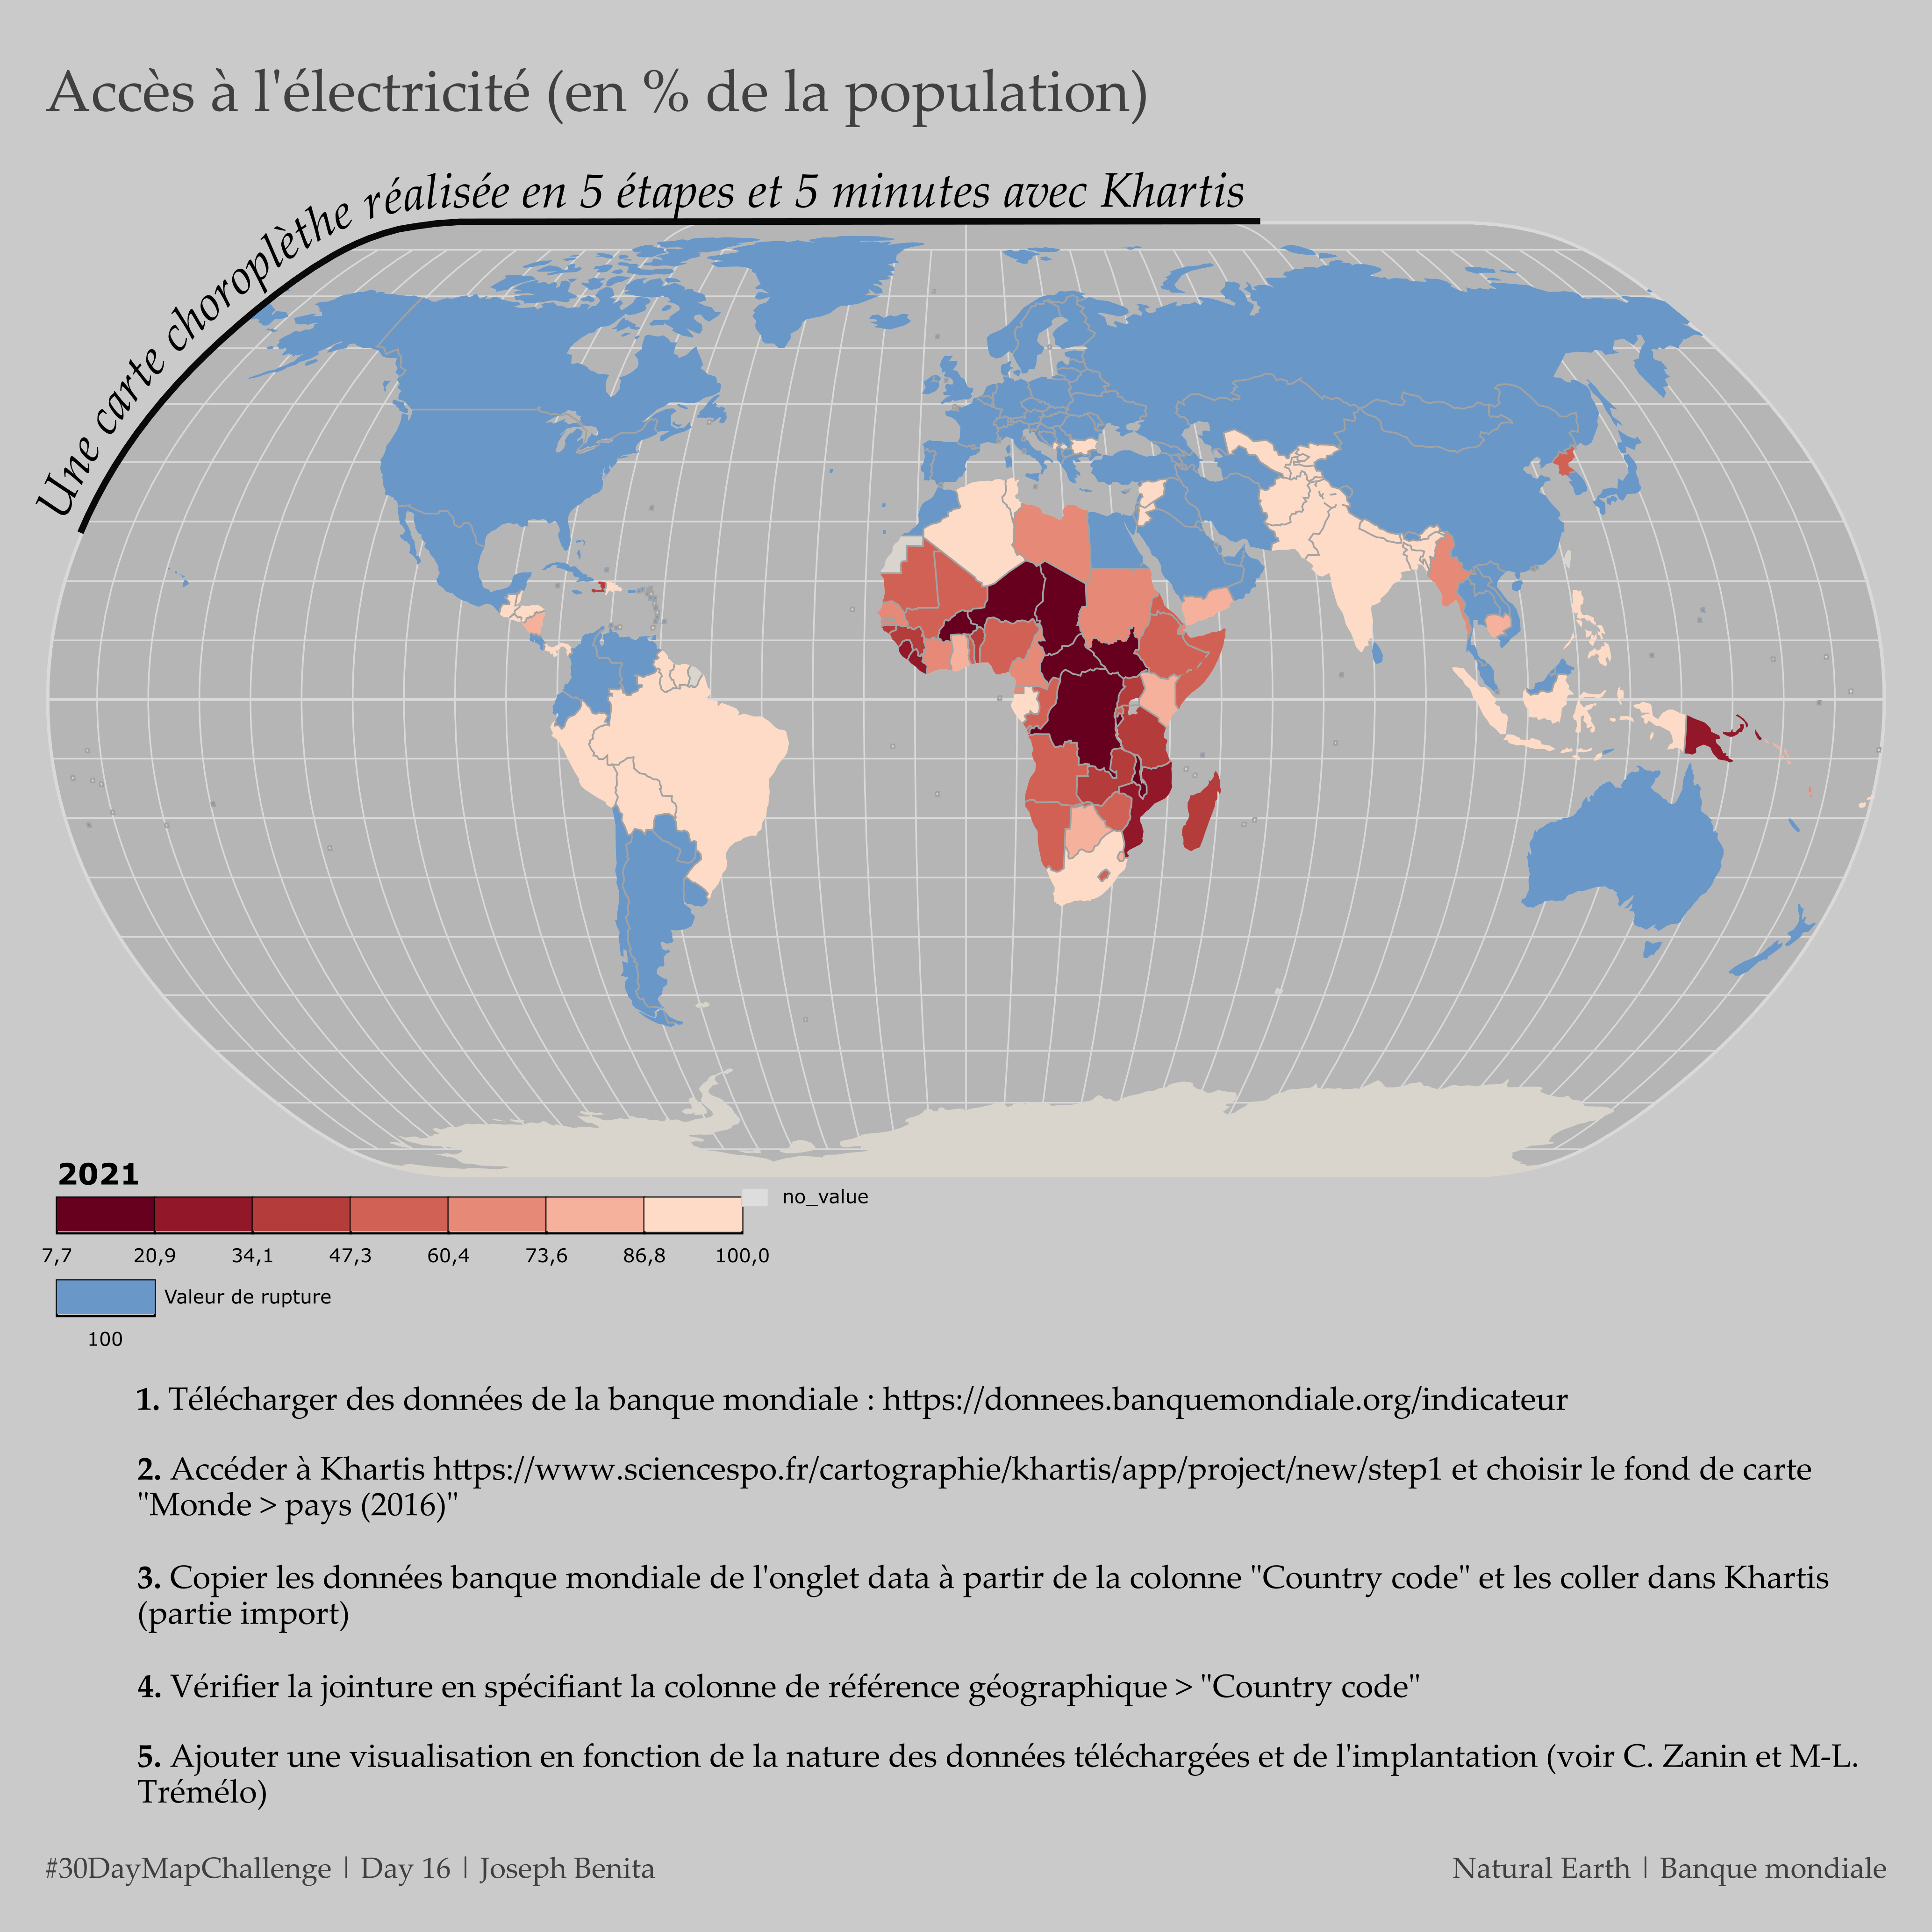 Accès à l'électricité (en % de la population)
Une carte choroplèthe réalisée en 5 étapes et 5 minutes avec Khartis
2021
no_value
7,7 20,9 34,1 47,3 60,4 73,6 86,8 100,0
Valeur de rupture
100
1. Télécharger des données de la banque mondiale : https://donnees.banquemondiale.org/indicateur
2. Accéder à Khartis https://www.sciencespo.fr/cartographie/khartis/app/project/new/step1 et choisir le fond de carte
"Monde > pays (2016)"
3. Copier les données banque mondiale de l'onglet data à partir de la colonne "Country code" et les coller dans Khartis
(partie import)
4. Vérifier la jointure en spécifiant la colonne de référence géographique > "Country code"
5. Ajouter une visualisation en fonction de la nature des données téléchargées et de l'implantation (voir C. Zanin et M-L.
Trémélo)
#30DayMapChallenge | Day 16 | Joseph Benita
Natural Earth | Banque mondiale